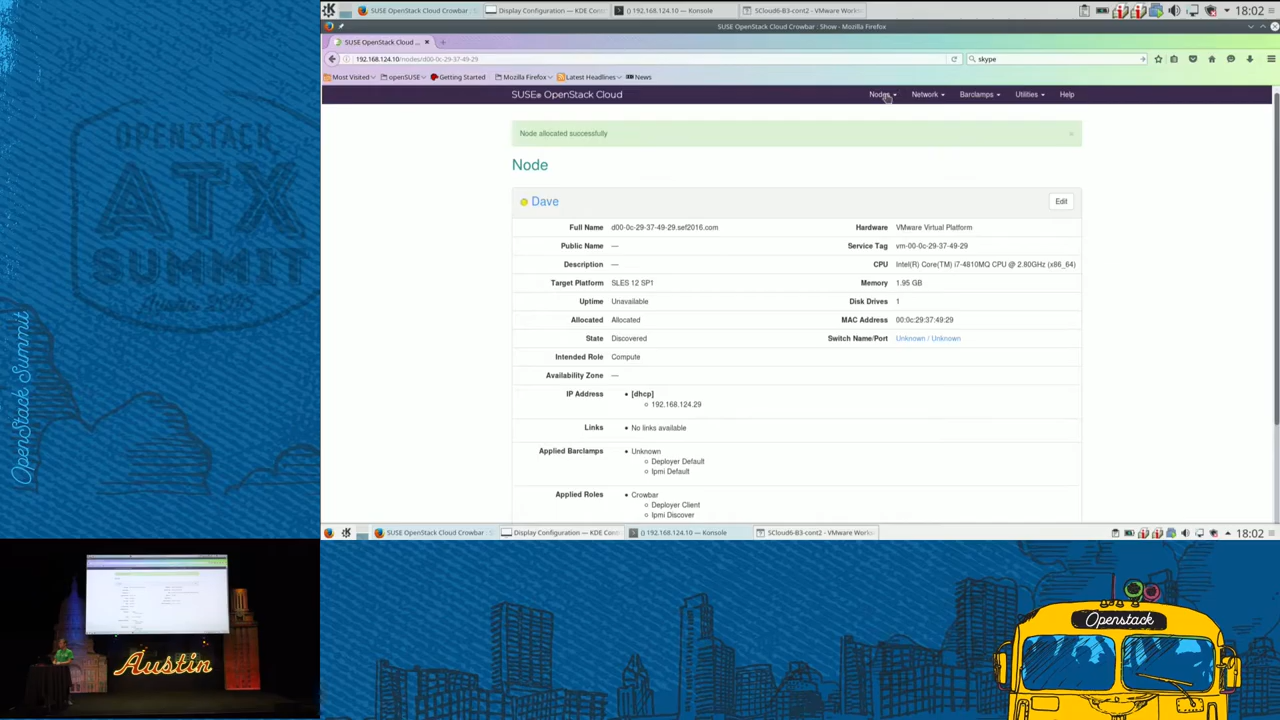 SUSE OpenStack Cloud Crowbar :
Display Configuration — KDE Con
() 192.168.124.10 — Konsole
SCloud6-B3-cont2 - VMware Work
18:02
SUSE OpenStack Cloud Crowbar : Show - Mozilla Firefox
SUSE OpenStack Cloud ...
192.168.124.10/nodes/d00-0c-29-37-49-29
skype
Most Visited
openSUSE
Getting Started
Mozilla Firefox
Latest Headlines
News
SUSE® OpenStack Cloud
Nodes
Network
Barclamps
Utilities
Help
Node allocated successfully
×
Node
Dave
Edit
Full Name d00-0c-29-37-49-29.sef2016.com
Hardware VMware Virtual Platform
Public Name —
Service Tag vm-00-0c-29-37-49-29
Description —
CPU Intel(R) Core(TM) i7-4810MQ CPU @ 2.80GHz (x86_64)
Target Platform SLES 12 SP1
Memory 1.95 GB
Uptime Unavailable
Disk Drives 1
Allocated Allocated
MAC Address 00:0c:29:37:49:29
State Discovered
Switch Name/Port Unknown / Unknown
Intended Role Compute
Availability Zone —
IP Address
[dhcp]
192.168.124.29
Links
No links available
Applied Barclamps
Unknown
Deployer Default
Ipmi Default
Applied Roles
Crowbar
Deployer Client
Ipmi Discover
SUSE OpenStack Cloud Crowbar :
Display Configuration — KDE Con
() 192.168.124.10 — Konsole
SCloud6-B3-cont2 - VMware Work
18:02
OPENSTACK
ATX
OpenStack Summit
Austin
Openstack